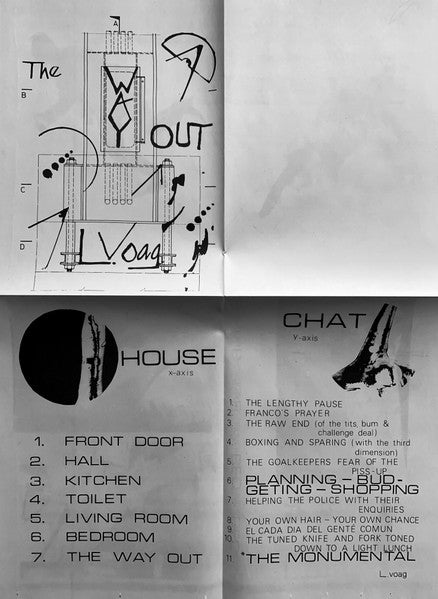 A
The
WAY
OUT
B
C
D
L. Voag
HOUSE
x-axis
1. FRONT DOOR
2. HALL
3. KITCHEN
4. TOILET
5. LIVING ROOM
6. BEDROOM
7. THE WAY OUT
CHAT
y-axis
1. THE LENGTHY PAUSE
2. FRANCO'S PRAYER
3. THE RAW END (of the tits, bum &
challenge deal)
4. BOXING AND SPARING (with the third
dimension)
5. THE GOALKEEPERS FEAR OF THE
PISS-UP
6. PLANNING – BUD-
GETING – SHOPPING
7. HELPING THE POLICE WITH THEIR
ENQUIRIES
8. YOUR OWN HAIR – YOUR OWN CHANCE
9. EL CADA DIA DEL GENTÉ COMUN
10. THE TUNED KNIFE AND FORK TONED
DOWN TO A LIGHT LUNCH
11. *THE MONUMENTAL
L. voag